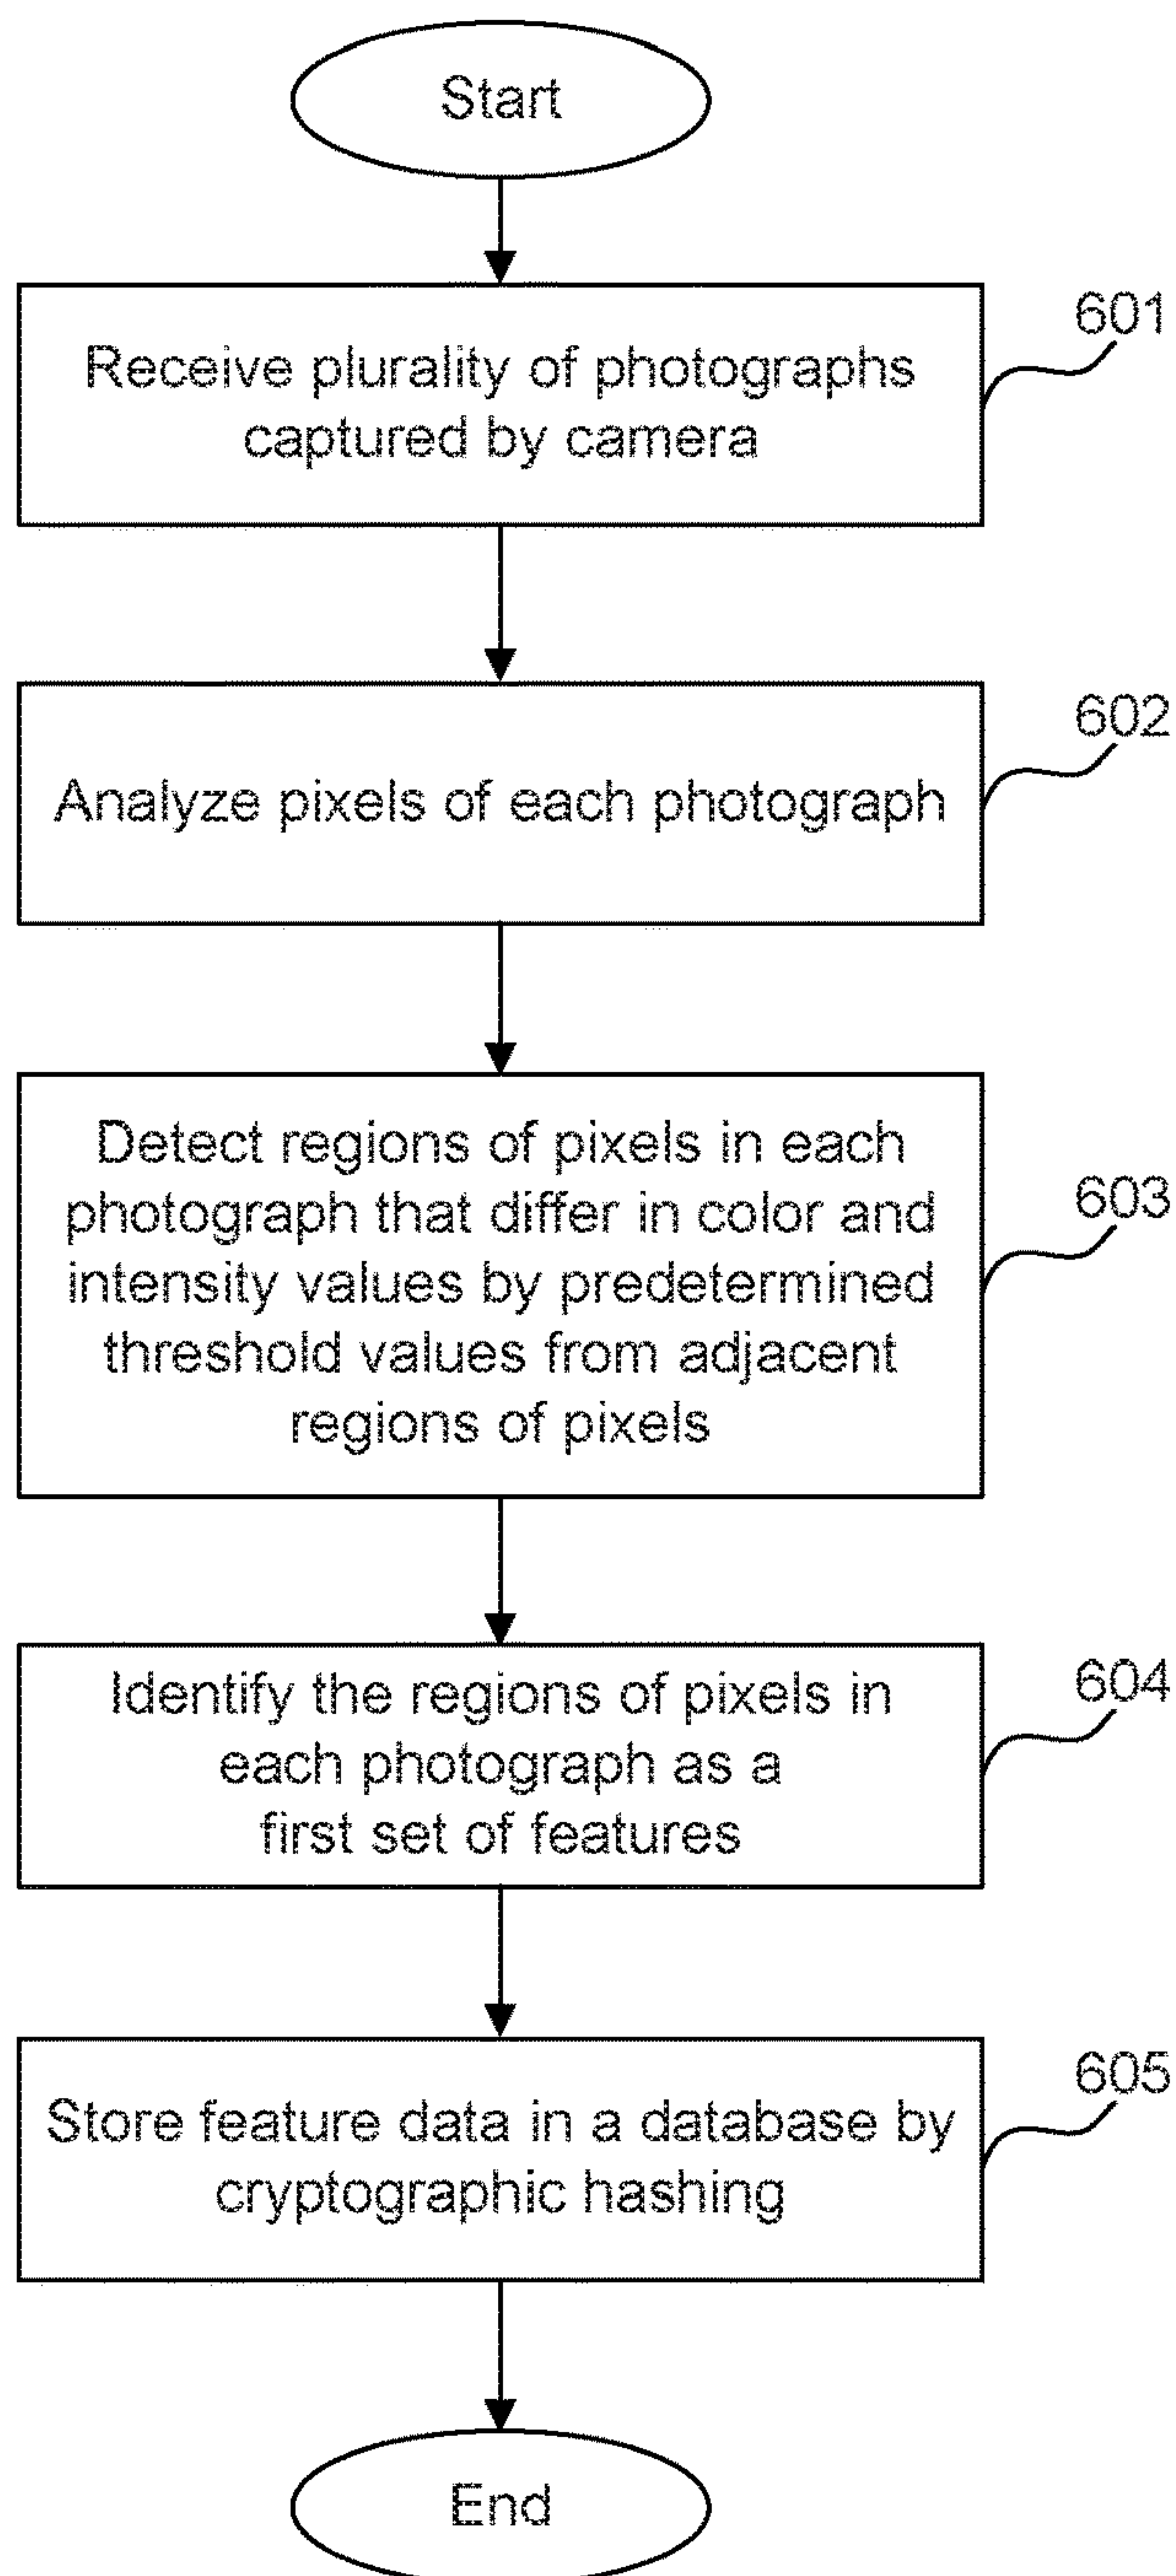 Start
601
Receive plurality of photographs
captured by camera
602
Analyze pixels of each photograph
Detect regions of pixels in each
photograph that differ in color and
603
intensity values by predetermined
threshold values from adjacent
regions of pixels
604
Identify the regions of pixels in
each photograph as a
first set of features
605
Store feature data in a database by
cryptographic hashing
End